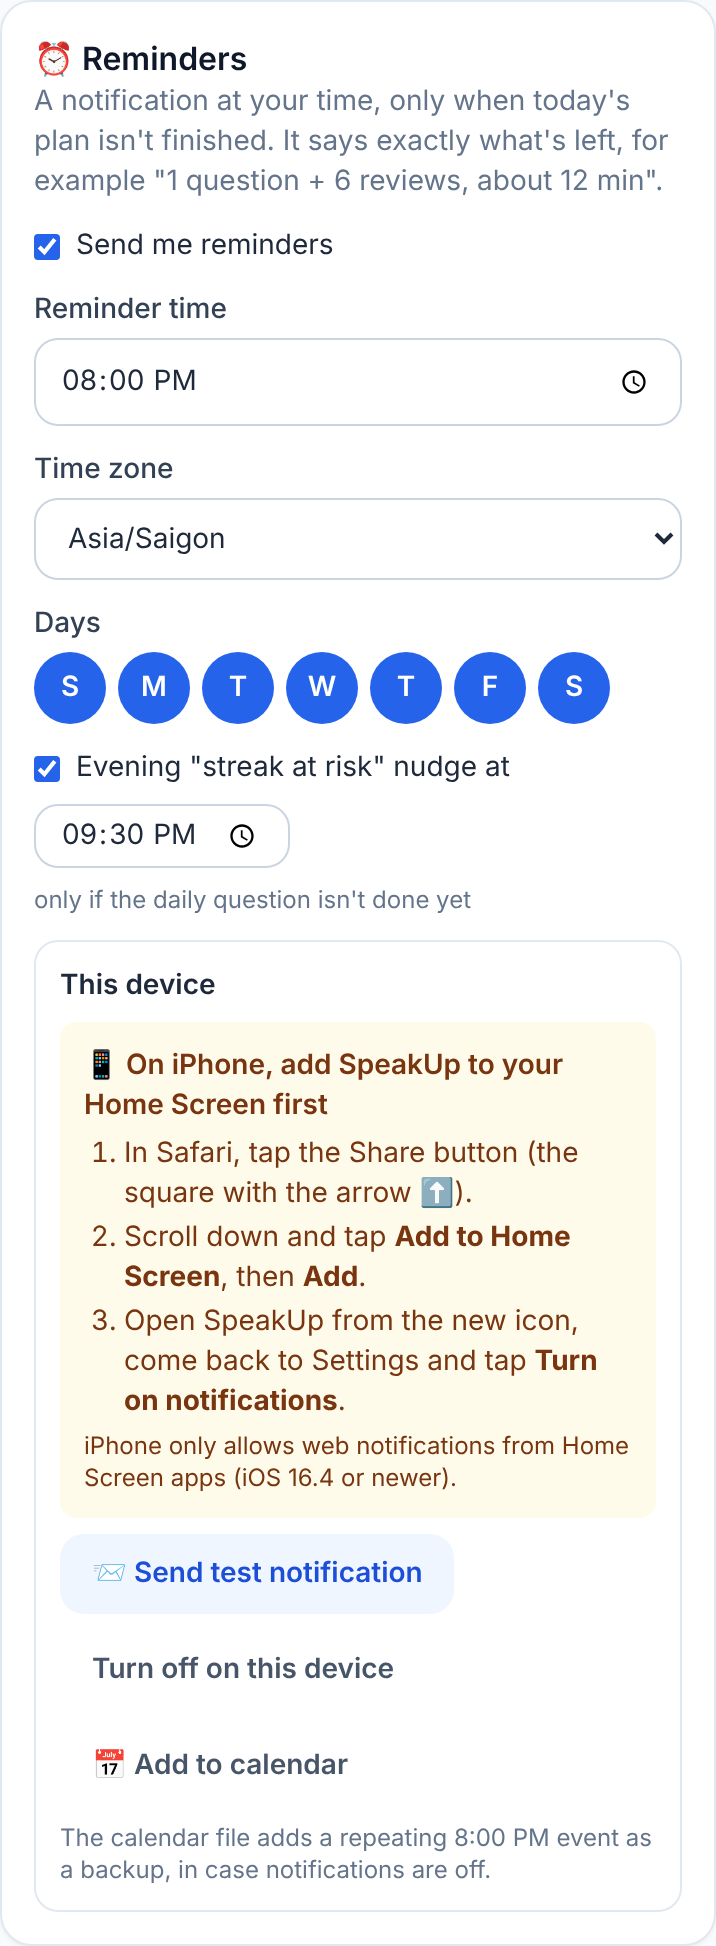 ⏰ Reminders
A notification at your time, only when today's
plan isn't finished. It says exactly what's left, for
example "1 question + 6 reviews, about 12 min".
Send me reminders
Reminder time
08:00 PM
Time zone
Asia/Saigon
Days
S M T W T F S
Evening "streak at risk" nudge at
09:30 PM
only if the daily question isn't done yet
This device
📱 On iPhone, add SpeakUp to your
Home Screen first
1. In Safari, tap the Share button (the
square with the arrow ⬆️).
2. Scroll down and tap Add to Home
Screen, then Add.
3. Open SpeakUp from the new icon,
come back to Settings and tap Turn
on notifications.
iPhone only allows web notifications from Home
Screen apps (iOS 16.4 or newer).
📨 Send test notification
Turn off on this device
📅 Add to calendar
The calendar file adds a repeating 8:00 PM event as
a backup, in case notifications are off.